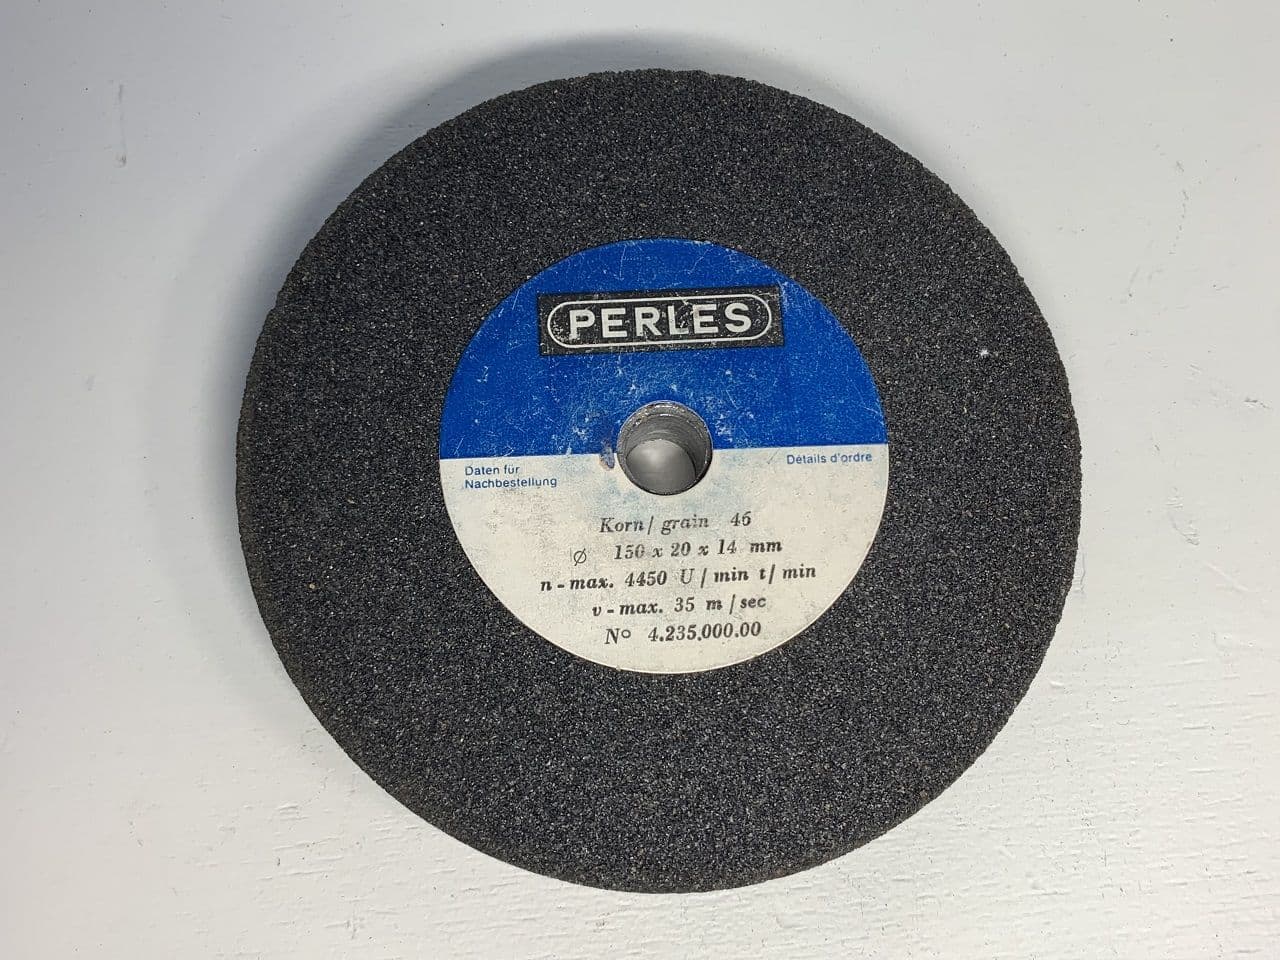 PERLES
Daten für
Nachbestellung
Détails d'ordre
Korn / grain 46
Ø 150 x 20 x 14 mm
n - max. 4450 U / min t / min
v - max. 35 m / sec
Nº 4.235.000.00